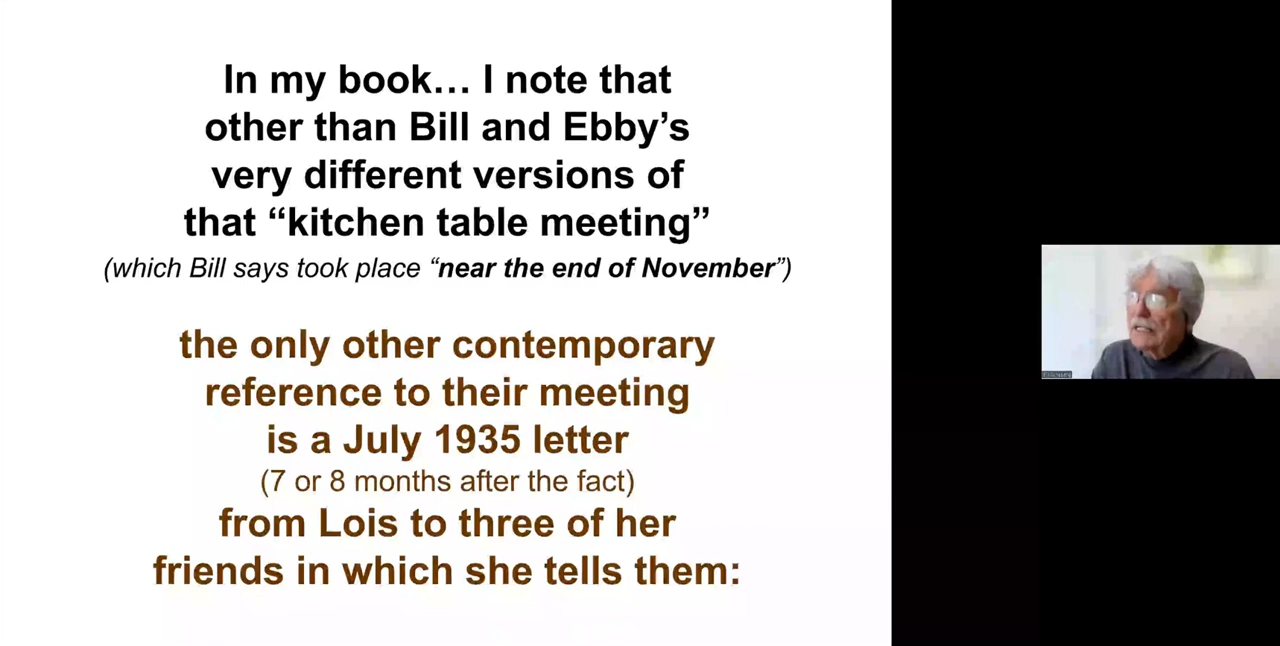 In my book… I note that
other than Bill and Ebby’s
very different versions of
that “kitchen table meeting”
(which Bill says took place “near the end of November”)
the only other contemporary
reference to their meeting
is a July 1935 letter
(7 or 8 months after the fact)
from Lois to three of her
friends in which she tells them: